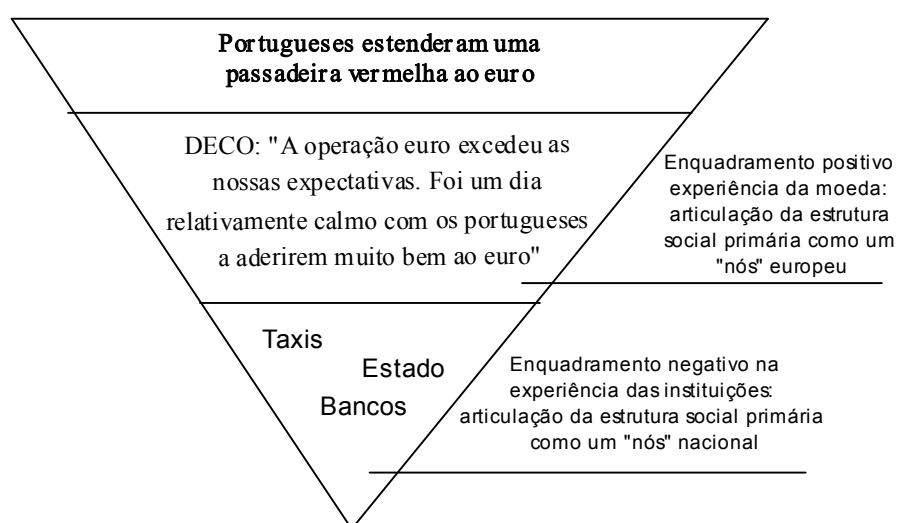 Portugueses estenderam uma
passadeira vermelha ao euro
DECO: "A operação euro excedeu as
nossas expectativas. Foi um dia
relativamente calmo com os portugueses
a aderirem muito bem ao euro"
Enquadramento positivo
experiência da moeda:
articulação da estrutura
social primária como um
"nós" europeu
Taxis
Estado
Bancos
Enquadramento negativo na
experiência das instituições:
articulação da estrutura social primária
como um "nós" nacional